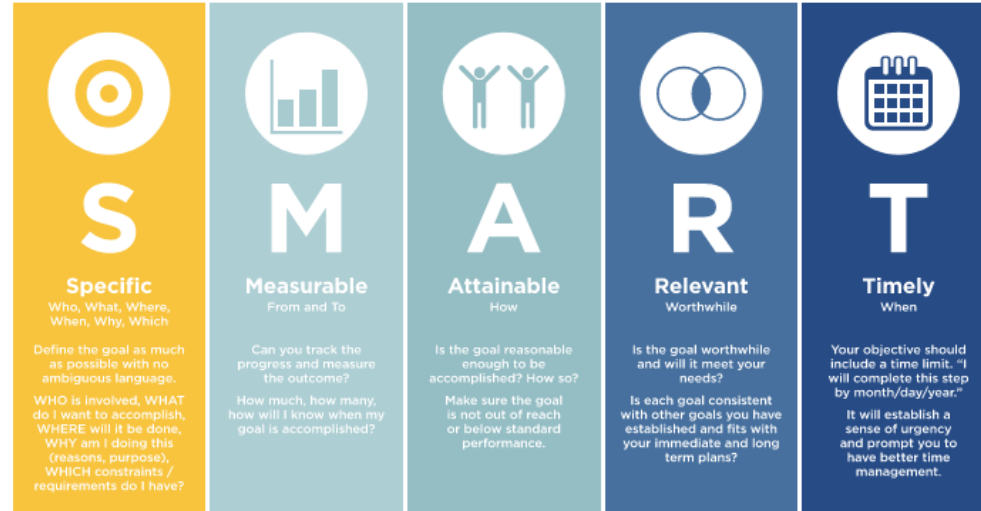 S
Specific
Who, What, Where,
When, Why, Which
Define the goal as much
as possible with no
ambiguous language.
WHO is involved, WHAT
do I want to accomplish,
WHERE will it be done,
WHY am I doing this
(reasons, purpose),
WHICH constraints /
requirements do I have?
M
Measurable
From and To
Can you track the
progress and measure
the outcome?
How much, how many,
how will I know when my
goal is accomplished?
A
Attainable
How
Is the goal reasonable
enough to be
accomplished? How so?
Make sure the goal
is not out of reach
or below standard
performance.
R
Relevant
Worthwhile
Is the goal worthwhile
and will it meet your
needs?
Is each goal consistent
with other goals you have
established and fits with
your immediate and long
term plans?
T
Timely
When
Your objective should
include a time limit. “I
will complete this step
by month/day/year.”
It will establish a
sense of urgency
and prompt you to
have better time
management.